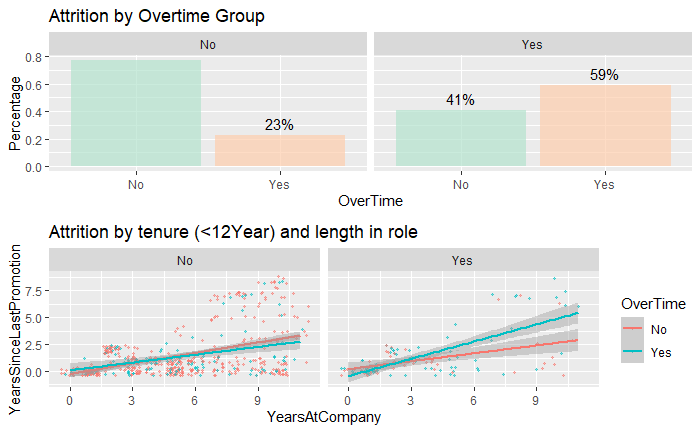 Attrition by Overtime Group
No
Yes
Percentage
0.8
0.6
0.4
0.2
0.0
23%
41%
59%
No
Yes
No
Yes
OverTime
Attrition by tenure (<12Year) and length in role
No
Yes
YearsSinceLastPromotion
7.5
5.0
2.5
0.0
0
3
6
9
0
3
6
9
YearsAtCompany
OverTime
No
Yes